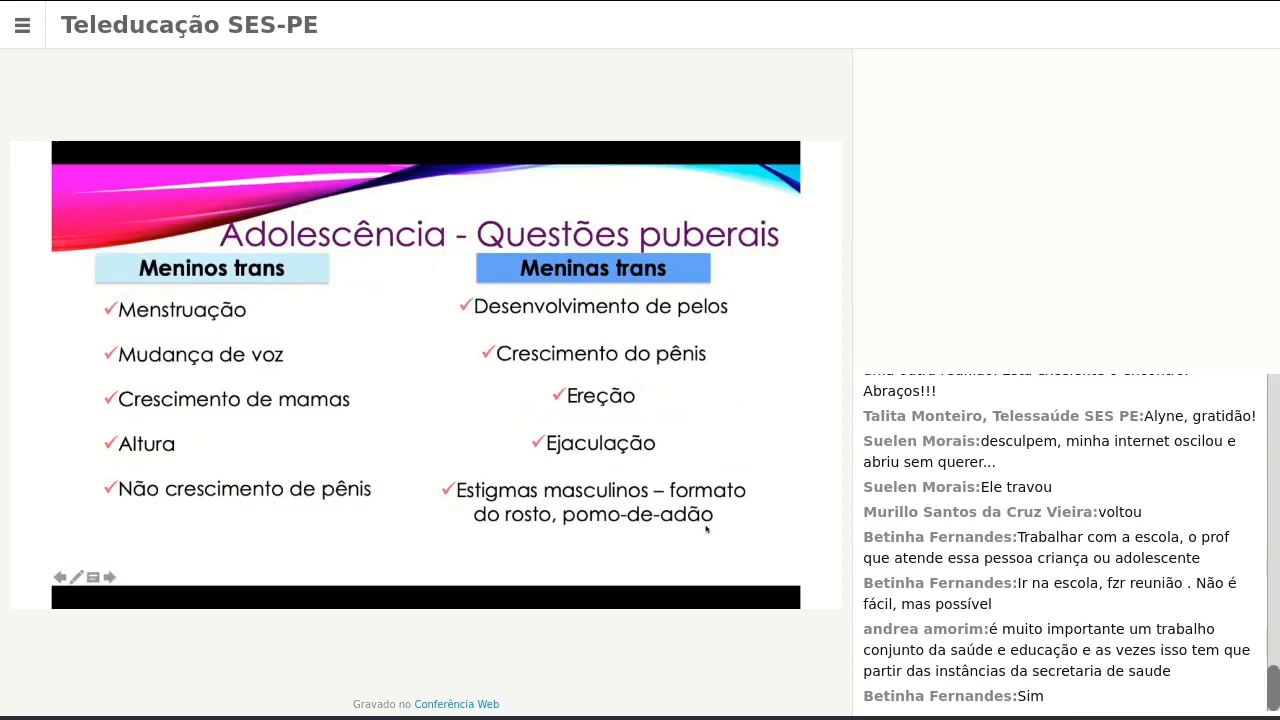 Teleducação SES-PE
Adolescência - Questões puberais
Meninos trans
Menstruação
Mudança de voz
Crescimento de mamas
Altura
Não crescimento de pênis
Meninas trans
Desenvolvimento de pelos
Crescimento do pênis
Ereção
Ejaculação
Estigmas masculinos – formato
do rosto, pomo-de-adão
Gravado no Conferência Web
Abraços!!!
Talita Monteiro, Telessaúde SES PE:Alyne, gratidão!
Suelen Morais:desculpem, minha internet oscilou e
abriu sem querer...
Suelen Morais:Ele travou
Murillo Santos da Cruz Vieira:voltou
Betinha Fernandes:Trabalhar com a escola, o prof
que atende essa pessoa criança ou adolescente
Betinha Fernandes:Ir na escola, fzr reunião . Não é
fácil, mas possível
andrea amorim:é muito importante um trabalho
conjunto da saúde e educação e as vezes isso tem que
partir das instâncias da secretaria de saude
Betinha Fernandes:Sim